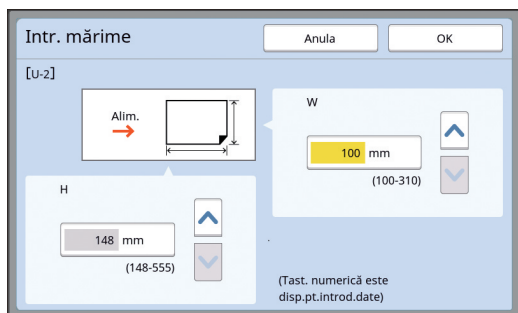 Intr. mărime
Anula
OK
[U-2]
Alim.
W
100 mm
(100-310)
H
148 mm
(148-555)
(Tast. numerică este
disp.pt.introd.date)